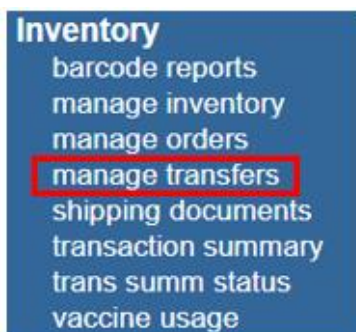 Inventory
barcode reports
manage inventory
manage orders
manage transfers
shipping documents
transaction summary
trans summ status
vaccine usage